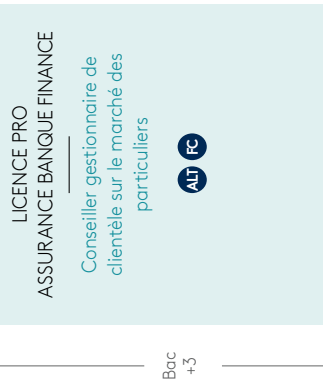 LICENCE PRO
ASSURANCE BANQUE FINANCE
Conseiller gestionnaire de
clientèle sur le marché des
particuliers
ALT FC
Bac
+3